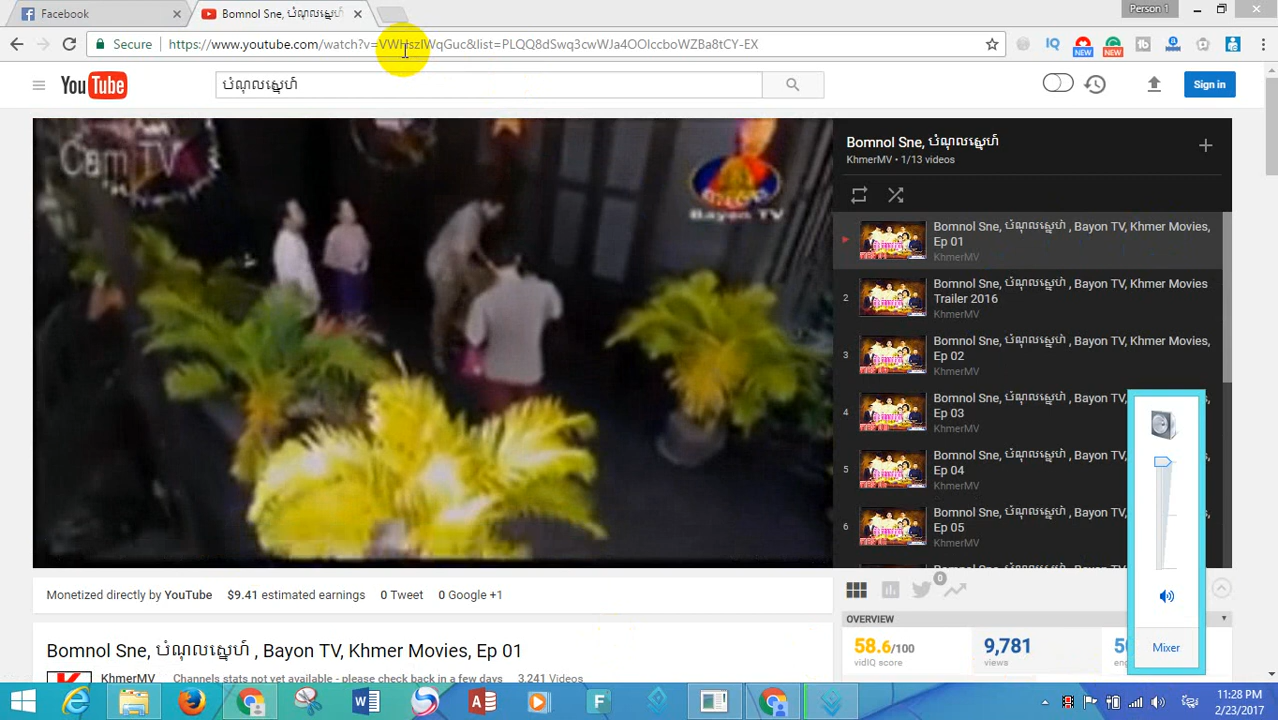 Facebook
Bomnol Sne, បំណុលស្នេហ៍
Person 1
Secure
https://www.youtube.com/watch?v=VWHszIWqGuc&list=PLQQ8dSwq3cwWJa4OOIccboWZBa8tCY-EX
IQ
NEW
NEW
YouTube
បំណុលស្នេហ៍
Sign in
Cam TV
Bayon TV
Bomnol Sne, បំណុលស្នេហ៍
KhmerMV • 1/13 videos
Bomnol Sne, បំណុលស្នេហ៍ , Bayon TV, Khmer Movies,
Ep 01
KhmerMV
2
Bomnol Sne, បំណុលស្នេហ៍ , Bayon TV, Khmer Movies
Trailer 2016
KhmerMV
3
Bomnol Sne, បំណុលស្នេហ៍ , Bayon TV, Khmer Movies,
Ep 02
KhmerMV
4
Bomnol Sne, បំណុលស្នេហ៍ , Bayon TV,
Ep 03
KhmerMV
5
Bomnol Sne, បំណុលស្នេហ៍ , Bayon TV,
Ep 04
KhmerMV
6
Bomnol Sne, បំណុលស្នេហ៍ , Bayon TV,
Ep 05
KhmerMV
Monetized directly by YouTube $9.41 estimated earnings 0 Tweet 0 Google +1
0
OVERVIEW
58.6/100
vidIQ score
9,781
views
Mixer
Bomnol Sne, បំណុលស្នេហ៍ , Bayon TV, Khmer Movies, Ep 01
KhmerMV
Channels stats not yet available - please check back in a few days
3,241 Videos
11:28 PM
2/23/2017